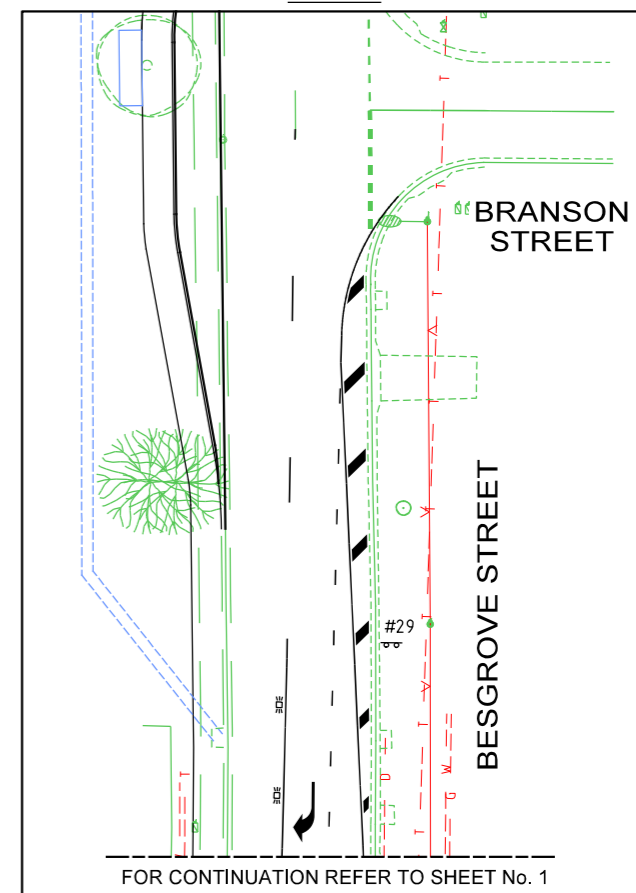 BRANSON
STREET
BESGROVE STREET
#29
T
T
A
T
T
A
T
T
A
T
T
D
G W
FOR CONTINUATION REFER TO SHEET No. 1